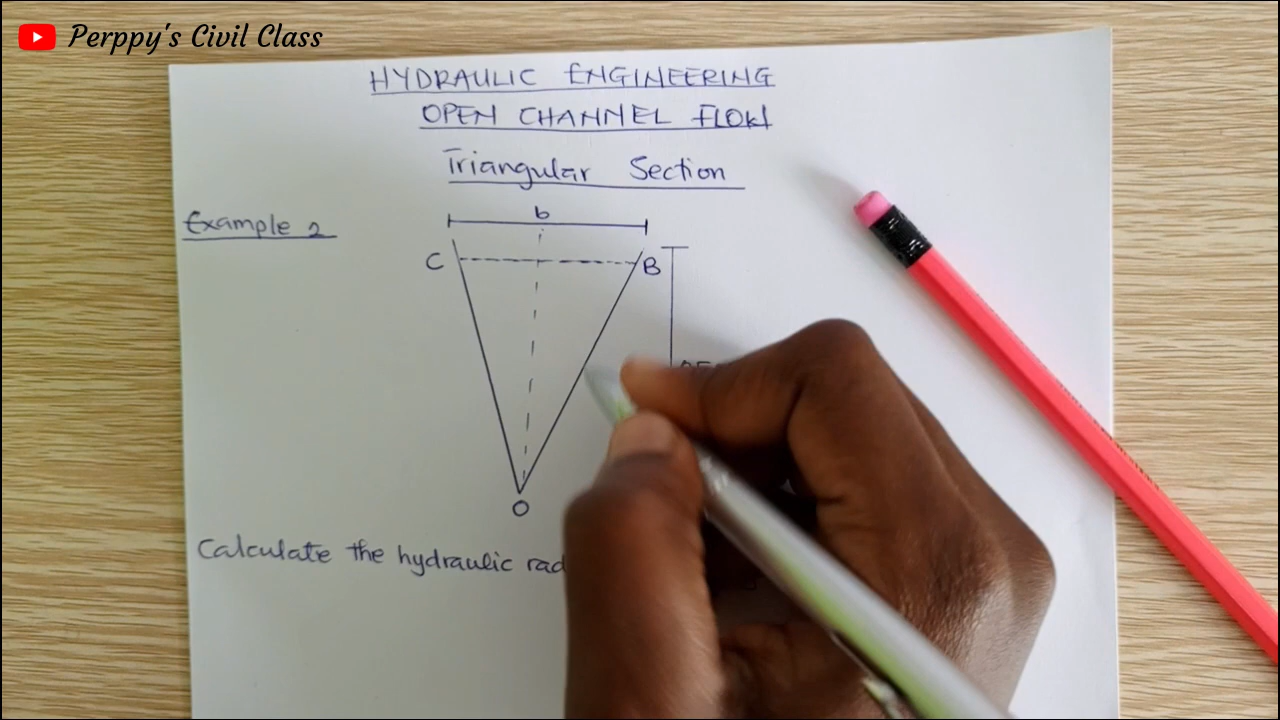 Perppy's Civil Class
HYDRAULIC ENGINEERING
OPEN CHANNEL FLOW
Triangular Section
Example 2
b
C
B
O
Calculate the hydraulic rad